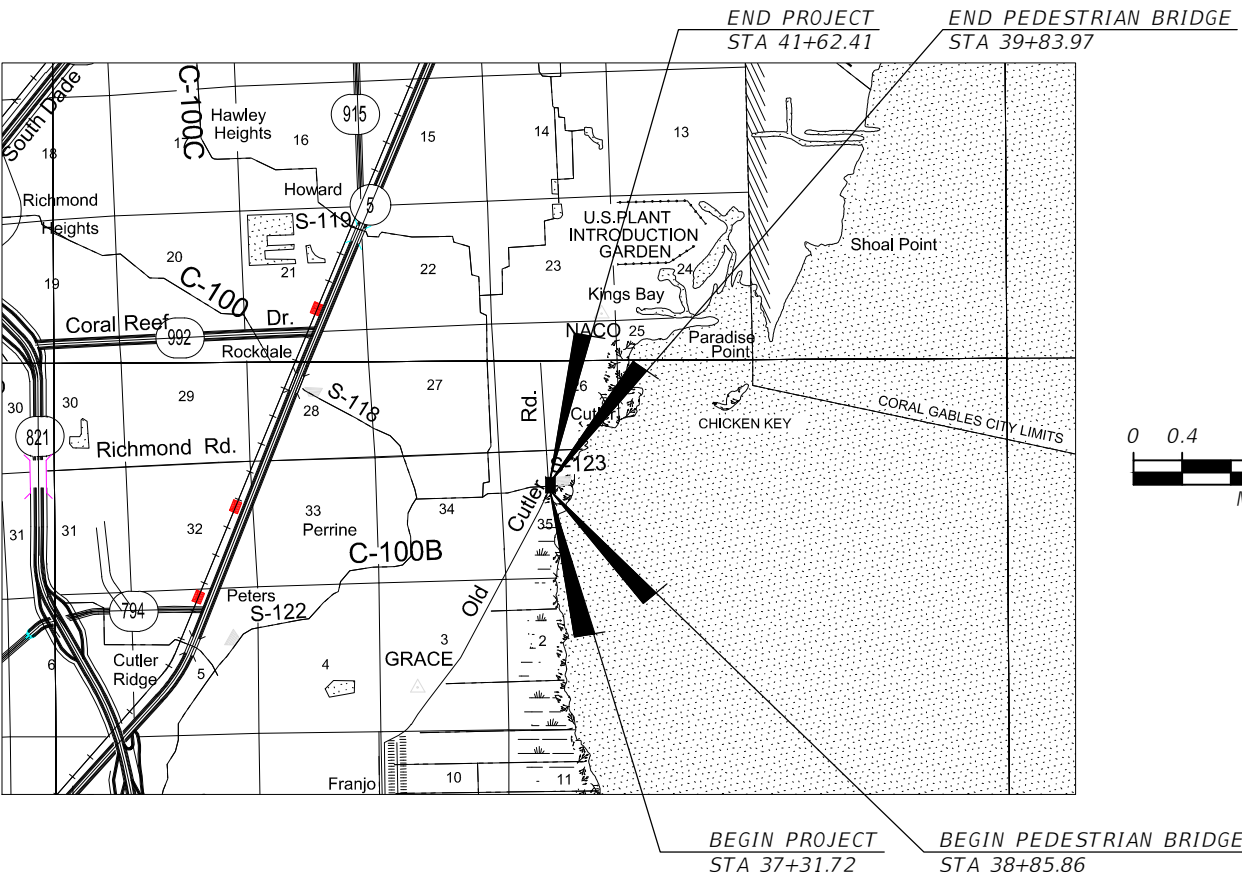 END PROJECT
STA 41+62.41
END PEDESTRIAN BRIDGE
STA 39+83.97
South Dade
C-100C
915
Hawley
Heights
16
15
14
13
17
18
Richmond
Heights
Howard
5
S-119
U.S.PLANT
INTRODUCTION
GARDEN
Shoal Point
20
21
22
23
24
19
C-100
Kings Bay
Coral Reef
992
Dr.
Rockdale
NACO
25
Paradise
Point
30
30
29
28
27
26
S-118
Rd.
Cutler
CHICKEN KEY
CORAL GABLES CITY LIMITS
0 0.4
821
Richmond Rd.
S-123
Cutler
31
31
32
33
Perrine
34
35
C-100B
794
Peters
S-122
Old
6
Cutler
Ridge
5
4
3
GRACE
2
Franjo
10
11
BEGIN PROJECT
STA 37+31.72
BEGIN PEDESTRIAN BRIDGE
STA 38+85.86